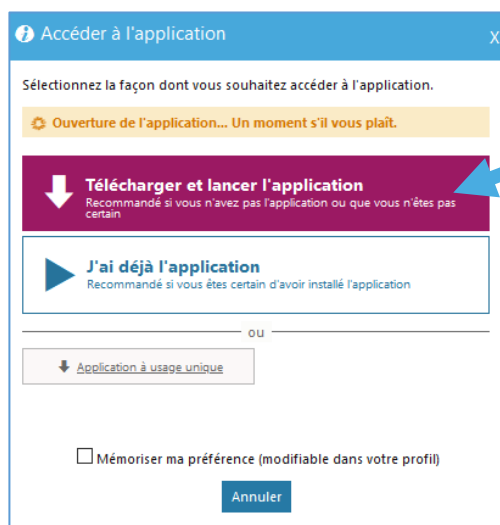 Accéder à l'application
X
Sélectionnez la façon dont vous souhaitez accéder à l'application.
Ouverture de l'application... Un moment s'il vous plaît.
Télécharger et lancer l'application
Recommandé si vous n'avez pas l'application ou que vous n'êtes pas
certain
J'ai déjà l'application
Recommandé si vous êtes certain d'avoir installé l'application
ou
Application à usage unique
Mémoriser ma préférence (modifiable dans votre profil)
Annuler